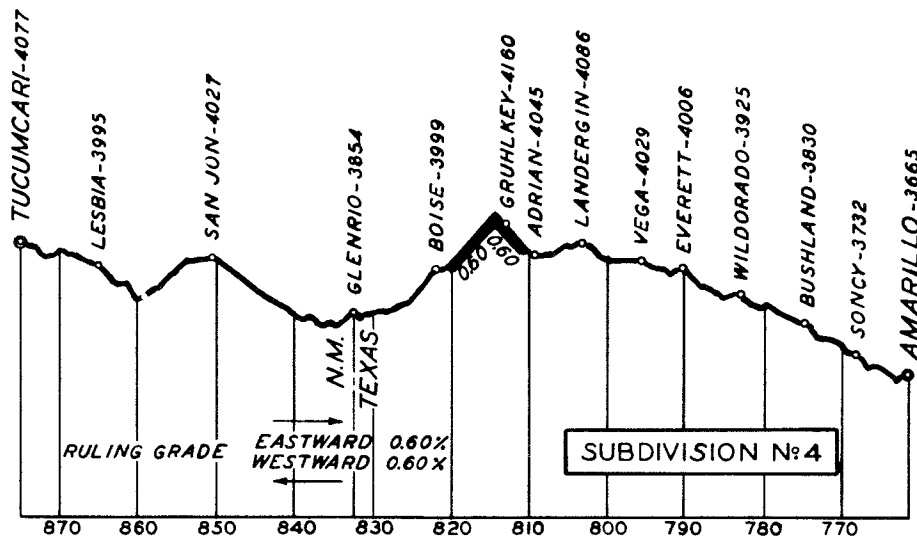 TUCUMCARI-4077
LESBIA-3995
SAN JON-4027
GLENRIO-3854
BOISE-3999
GRUHLKEY-4160
ADRIAN-4045
LANDERGIN-4086
VEGA-4029
EVERETT-4006
WILDORADO-3925
BUSHLAND-3830
SONCY-3732
AMARILLO-3665
0.60 0.60
N.M.
TEXAS
RULING GRADE
EASTWARD 0.60%
WESTWARD 0.60%
SUBDIVISION Nº 4
870 860 850 840 830 820 810 800 790 780 770